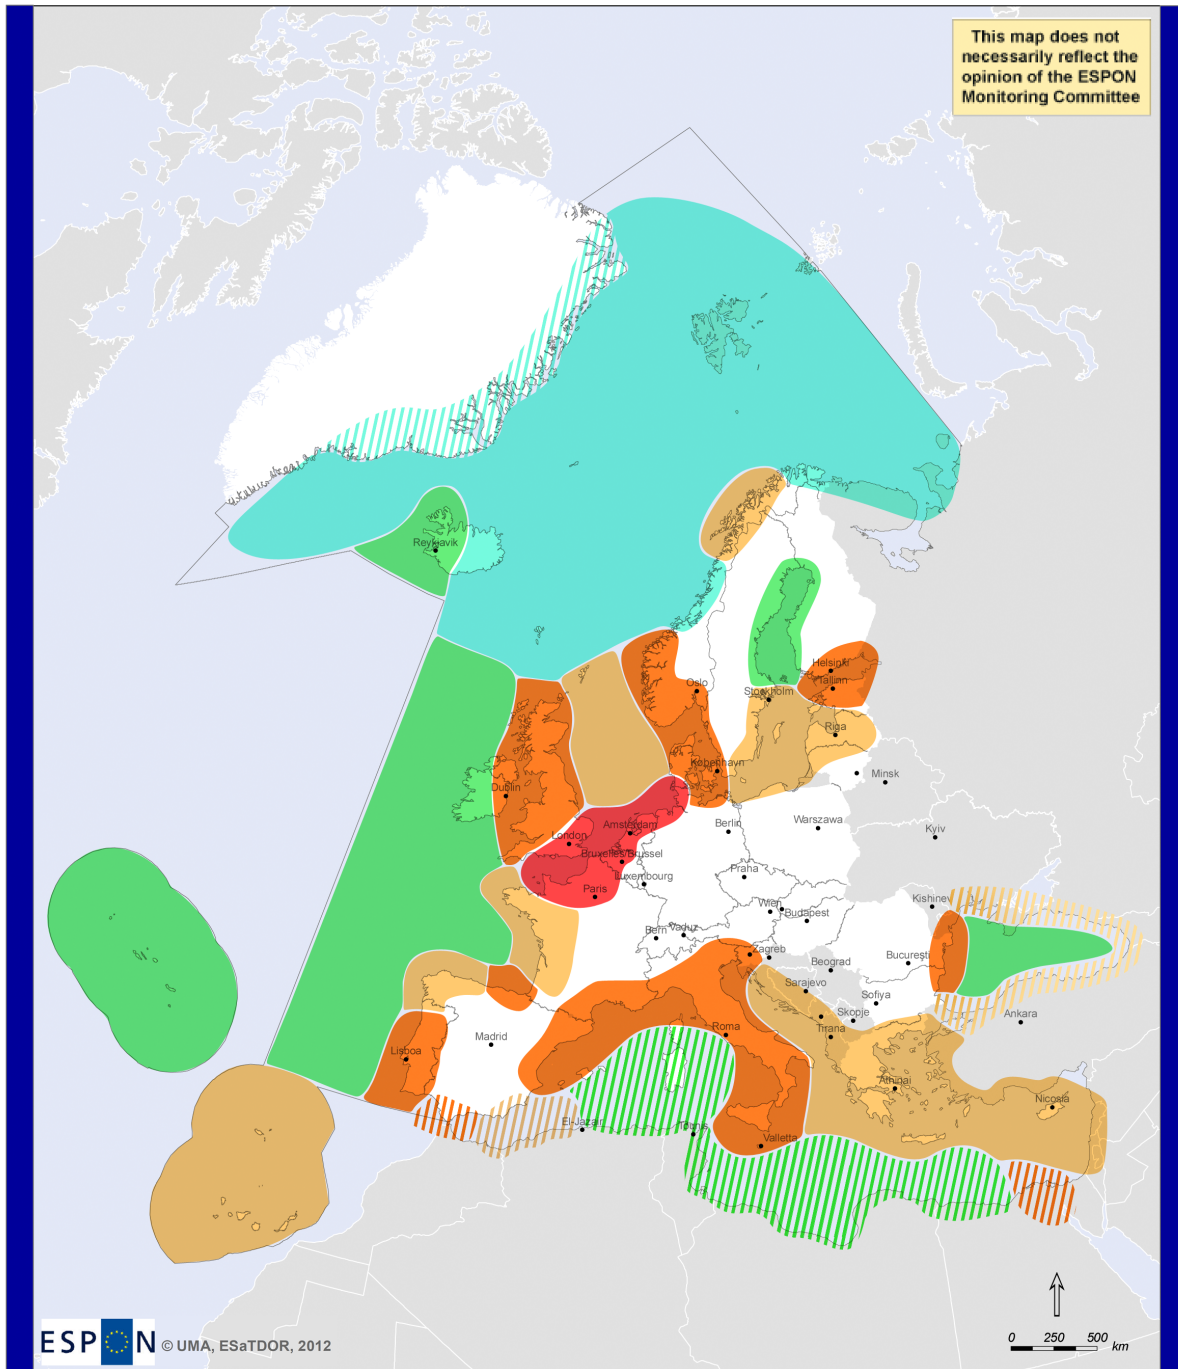 This map does not
necessarily reflect the
opinion of the ESPON
Monitoring Committee
Reykjavik
Helsinki
Tallinn
Oslo
Stockholm
Riga
København
Minsk
Dublin
Amsterdam
London
Berlin
Warszawa
Kyiv
Bruxelles/Brussel
Luxembourg
Praha
Paris
Kishinev
Wien
Budapest
Bern
Vaduz
Zagreb
Beograd
Bucureşti
Sarajevo
Sofiya
Skopje
Ankara
Roma
Tirana
Madrid
Lisboa
Athinai
Nicosia
El-Jazair
Tounis
Valletta
ESPON © UMA, ESaTDOR, 2012
0 250 500 km